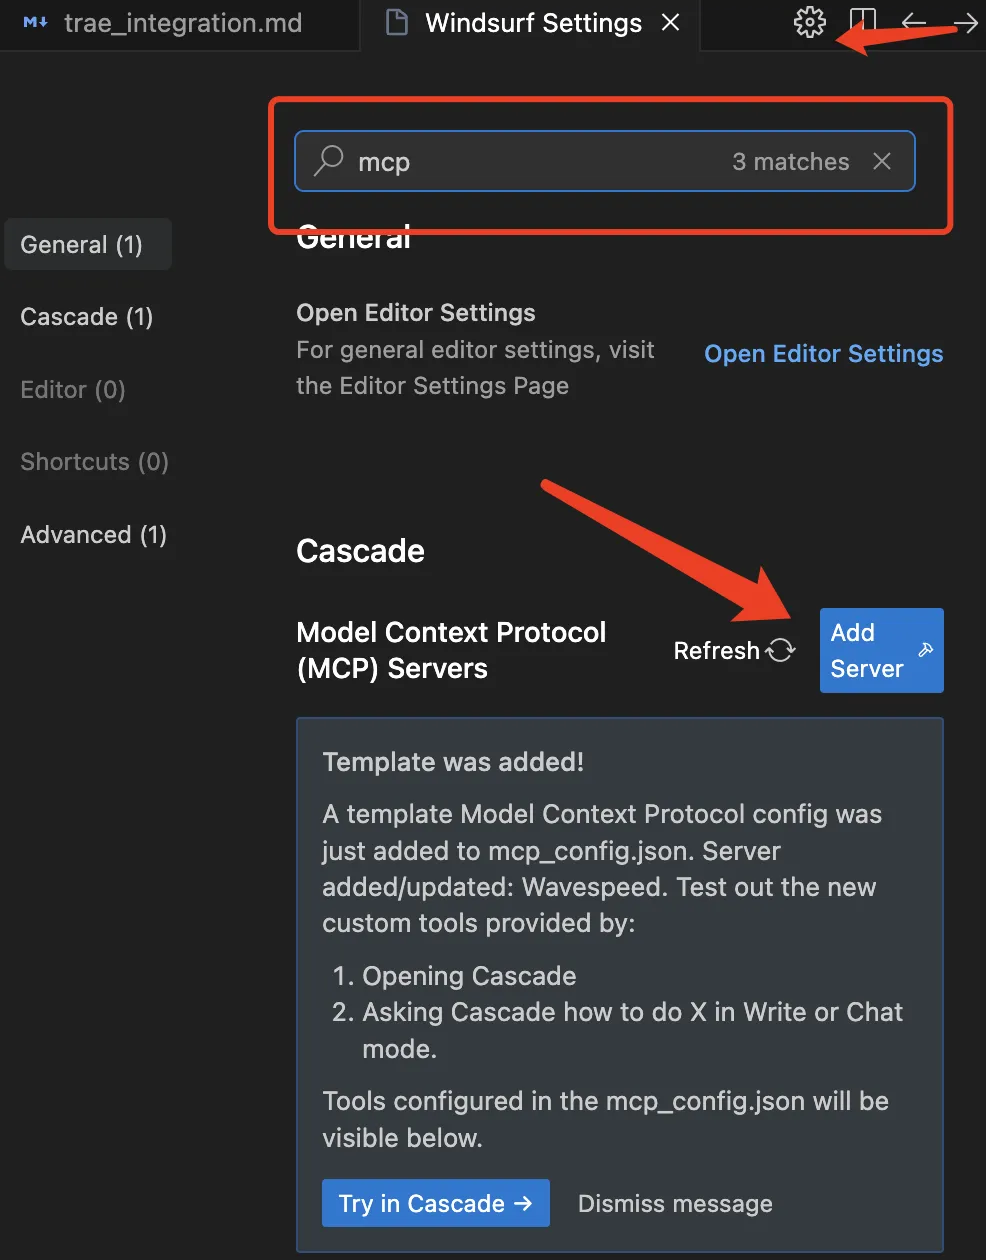 M↓ trae_integration.md
Windsurf Settings
mcp
3 matches
General (1)
Cascade (1)
Editor (0)
Shortcuts (0)
Advanced (1)
General
Open Editor Settings
For general editor settings, visit
the Editor Settings Page
Open Editor Settings
Cascade
Model Context Protocol
(MCP) Servers
Refresh
Add
Server
Template was added!
A template Model Context Protocol config was
just added to mcp_config.json. Server
added/updated: Wavespeed. Test out the new
custom tools provided by:
1. Opening Cascade
2. Asking Cascade how to do X in Write or Chat
mode.
Tools configured in the mcp_config.json will be
visible below.
Try in Cascade →
Dismiss message